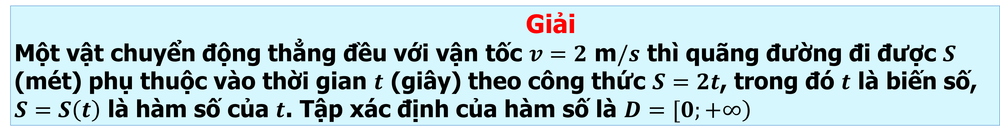 Giải
Một vật chuyển động thẳng đều với vận tốc v = 2 m/s thì quãng đường đi được S
(mét) phụ thuộc vào thời gian t (giây) theo công thức S = 2t, trong đó t là biến số,
S = S(t) là hàm số của t. Tập xác định của hàm số là D = [0; +∞)